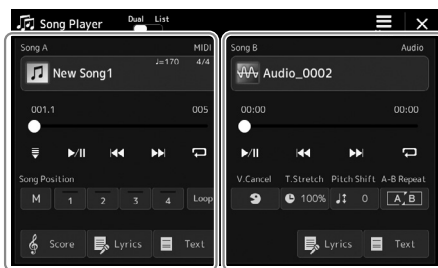 Song Player
Dual List
Song A MIDI
New Song1
♩=170 4/4
001.1 005
Song Position
M 1 2 3 4 Loop
Score Lyrics Text
Song B Audio
Audio_0002
00:00 00:00
V.Cancel T.Stretch Pitch Shift A-B Repeat
100% 0 A B
Lyrics Text